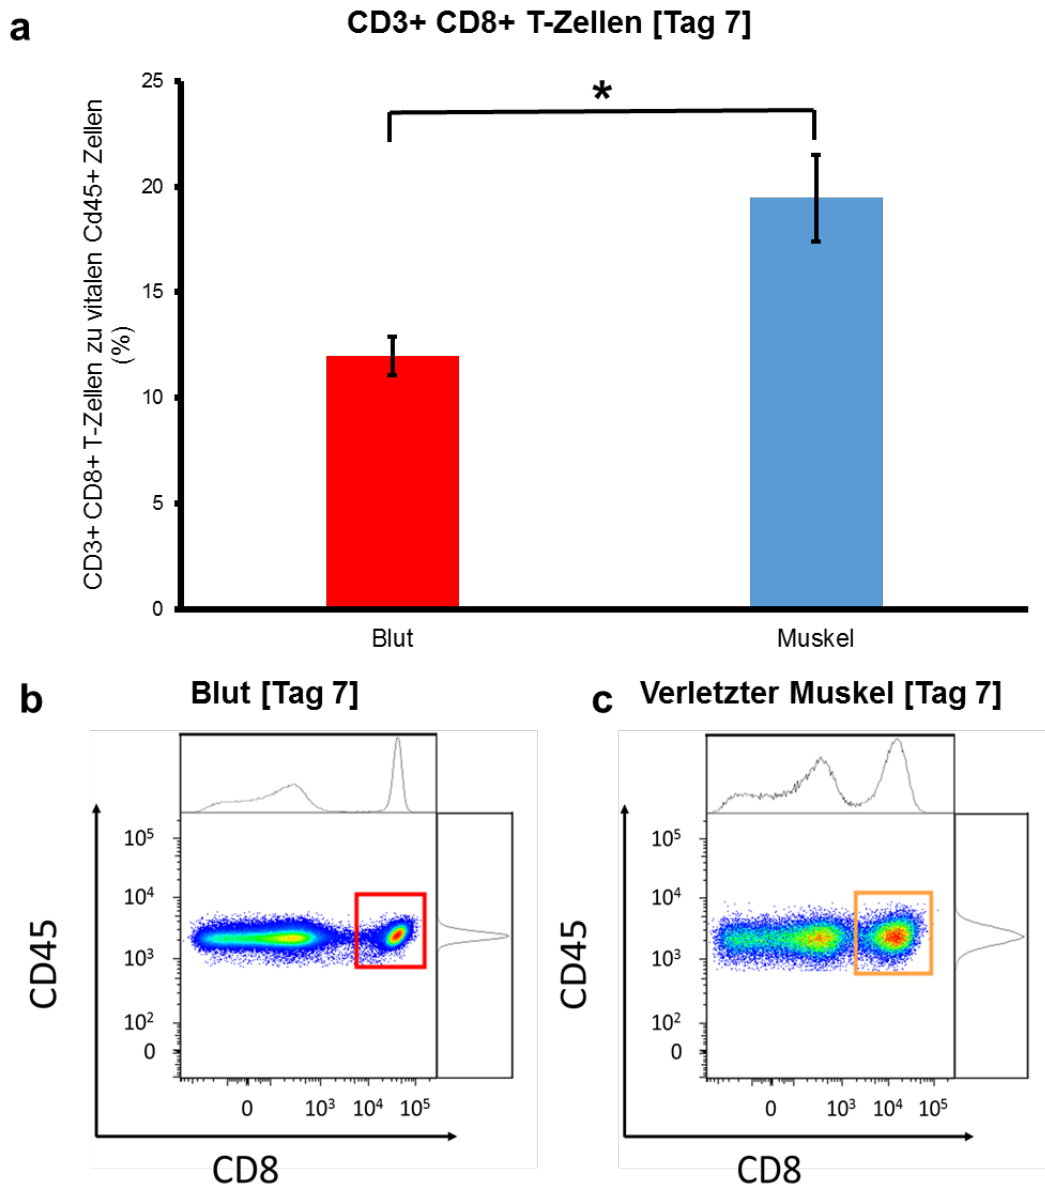 a
CD3+ CD8+ T-Zellen [Tag 7]
CD3+ CD8+ T-Zellen zu vitalen Cd45+ Zellen
(%)
25
20
15
10
5
0
*
Blut
Muskel
b
Blut [Tag 7]
CD45
10⁵
10⁴
10³
10²
0
0
10³
10⁴
10⁵
CD8
c
Verletzter Muskel [Tag 7]
CD45
10⁵
10⁴
10³
10²
0
0
10³
10⁴
10⁵
CD8